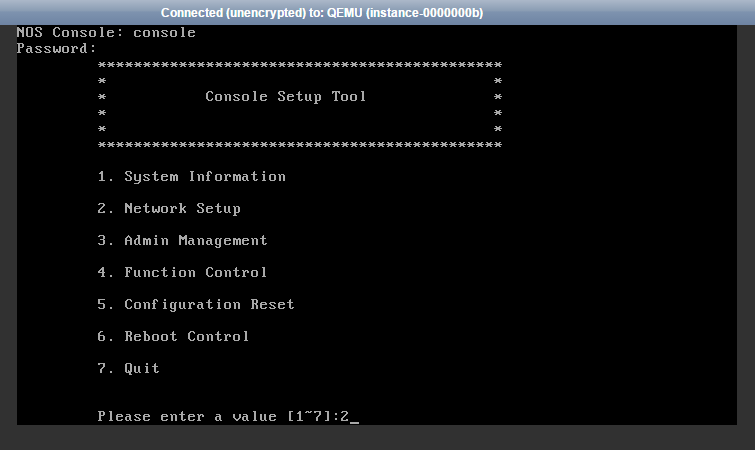 Connected (unencrypted) to: QEMU (instance-0000000b)
NOS Console: console
Password:
**********************************************
* *
* Console Setup Tool *
* *
* *
**********************************************
1. System Information
2. Network Setup
3. Admin Management
4. Function Control
5. Configuration Reset
6. Reboot Control
7. Quit
Please enter a value [1~7]:2_